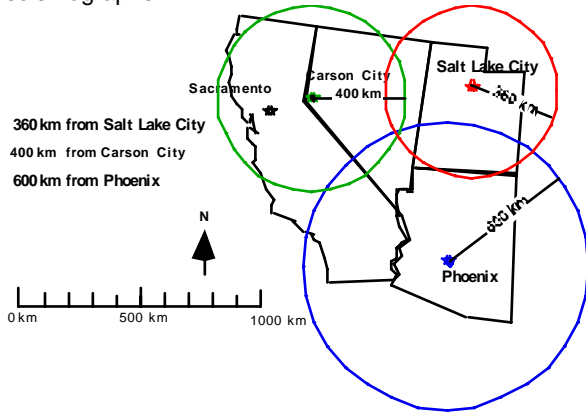 Sacramento
Carson City
Salt Lake City
400 km
360 km
360 km from Salt Lake City
400 km from Carson City
600 km from Phoenix
600 km
N
Phoenix
0 km
500 km
1000 km